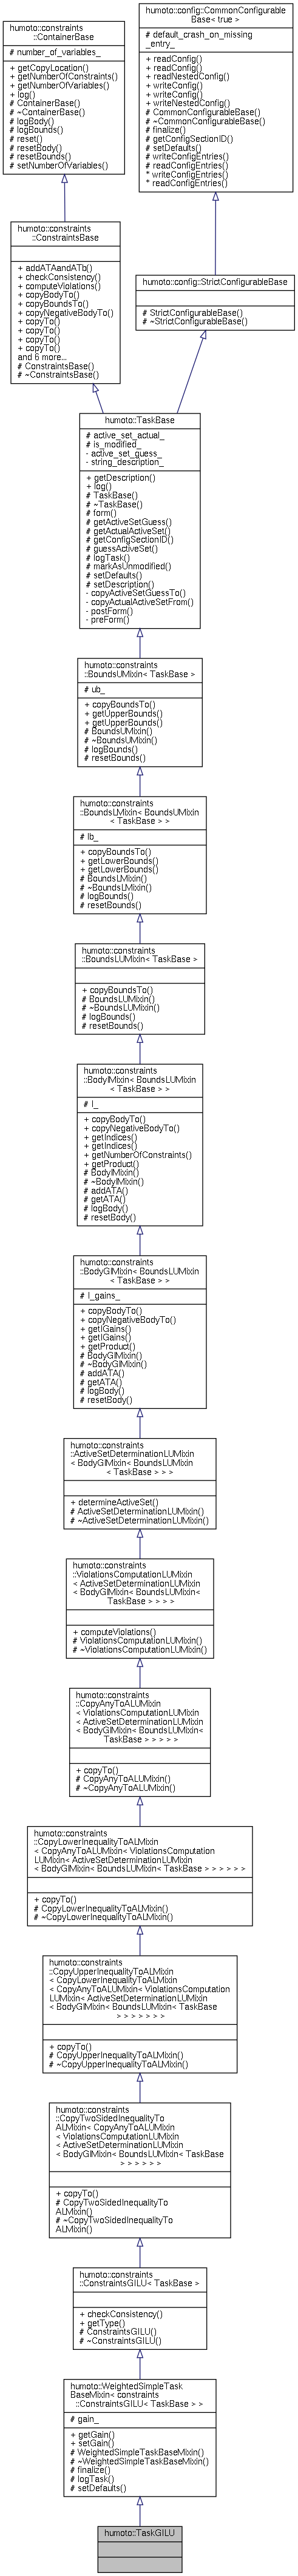 humoto::constraints
::ContainerBase
# number_of_variables_
+ getCopyLocation()
+ getNumberOfConstraints()
+ getNumberOfVariables()
+ log()
# ContainerBase()
# ~ContainerBase()
# logBody()
# logBounds()
# reset()
# resetBody()
# resetBounds()
# setNumberOfVariables()
humoto::config::CommonConfigurable
Base< true >
# default_crash_on_missing
_entry_
+ readConfig()
+ readConfig()
+ readNestedConfig()
+ writeConfig()
+ writeConfig()
+ writeNestedConfig()
# CommonConfigurableBase()
# ~CommonConfigurableBase()
# finalize()
# getConfigSectionID()
# setDefaults()
# writeConfigEntries()
# readConfigEntries()
* writeConfigEntries()
* readConfigEntries()
humoto::constraints
::ConstraintsBase
+ addATAandATb()
+ checkConsistency()
+ computeViolations()
+ copyBodyTo()
+ copyBoundsTo()
+ copyNegativeBodyTo()
+ copyTo()
+ copyTo()
+ copyTo()
+ copyTo()
and 6 more...
# ConstraintsBase()
# ~ConstraintsBase()
humoto::config::StrictConfigurableBase
# StrictConfigurableBase()
# ~StrictConfigurableBase()
humoto::TaskBase
# active_set_actual_
# is_modified_
- active_set_guess_
- string_description_
+ getDescription()
+ log()
# TaskBase()
# ~TaskBase()
# form()
# getActiveSetGuess()
# getActualActiveSet()
# getConfigSectionID()
# guessActiveSet()
# logTask()
# markAsUnmodified()
# setDefaults()
# setDescription()
- copyActiveSetGuessTo()
- copyActualActiveSetFrom()
- postForm()
- preForm()
humoto::constraints
::BoundsUMixin< TaskBase >
# ub_
+ copyBoundsTo()
+ getUpperBounds()
+ getUpperBounds()
# BoundsUMixin()
# ~BoundsUMixin()
# logBounds()
# resetBounds()
humoto::constraints
::BoundsLMixin< BoundsUMixin
< TaskBase > >
# lb_
+ copyBoundsTo()
+ getLowerBounds()
+ getLowerBounds()
# BoundsLMixin()
# ~BoundsLMixin()
# logBounds()
# resetBounds()
humoto::constraints
::BoundsLUMixin< TaskBase >
+ copyBoundsTo()
# BoundsLUMixin()
# ~BoundsLUMixin()
# logBounds()
# resetBounds()
humoto::constraints
::BodyIMixin< BoundsLUMixin
< TaskBase > >
# I_
+ copyBodyTo()
+ copyNegativeBodyTo()
+ getIndices()
+ getIndices()
+ getNumberOfConstraints()
+ getProduct()
# BodyIMixin()
# ~BodyIMixin()
# addATA()
# getATA()
# logBody()
# resetBody()
humoto::constraints
::BodyGIMixin< BoundsLUMixin
< TaskBase > >
# I_gains_
+ copyBodyTo()
+ copyNegativeBodyTo()
+ getIGains()
+ getIGains()
+ getProduct()
# BodyGIMixin()
# ~BodyGIMixin()
# addATA()
# getATA()
# logBody()
# resetBody()
humoto::constraints
::ActiveSetDeterminationLUMixin
< BodyGIMixin< BoundsLUMixin
< TaskBase > > >
+ determineActiveSet()
# ActiveSetDeterminationLUMixin()
# ~ActiveSetDeterminationLUMixin()
humoto::constraints
::ViolationsComputationLUMixin
< ActiveSetDeterminationLUMixin
< BodyGIMixin< BoundsLUMixin<
TaskBase > > > >
+ computeViolations()
# ViolationsComputationLUMixin()
# ~ViolationsComputationLUMixin()
humoto::constraints
::CopyAnyToALUMixin
< ViolationsComputationLUMixin
< ActiveSetDeterminationLUMixin
< BodyGIMixin< BoundsLUMixin<
TaskBase > > > > >
+ copyTo()
# CopyAnyToALUMixin()
# ~CopyAnyToALUMixin()
humoto::constraints
::CopyLowerInequalityToALMixin
< CopyAnyToALUMixin< ViolationsComputation
LUMixin< ActiveSetDeterminationLUMixin
< BodyGIMixin< BoundsLUMixin< TaskBase > > > > > >
+ copyTo()
# CopyLowerInequalityToALMixin()
# ~CopyLowerInequalityToALMixin()
humoto::constraints
::CopyUpperInequalityToALMixin
< CopyLowerInequalityToALMixin
< CopyAnyToALUMixin< ViolationsComputation
LUMixin< ActiveSetDeterminationLUMixin
< BodyGIMixin< BoundsLUMixin< TaskBase
> > > > > > >
+ copyTo()
# CopyUpperInequalityToALMixin()
# ~CopyUpperInequalityToALMixin()
humoto::constraints
::CopyTwoSidedInequalityTo
ALMixin< CopyAnyToALUMixin
< ViolationsComputationLUMixin
< ActiveSetDeterminationLUMixin
< BodyGIMixin< BoundsLUMixin< TaskBase
> > > > > >
+ copyTo()
# CopyTwoSidedInequalityTo
ALMixin()
# ~CopyTwoSidedInequalityTo
ALMixin()
humoto::constraints
::ConstraintsGILU< TaskBase >
+ checkConsistency()
+ getType()
# ConstraintsGILU()
# ~ConstraintsGILU()
humoto::WeightedSimpleTask
BaseMixin< constraints
::ConstraintsGILU< TaskBase > >
# gain_
+ getGain()
+ setGain()
# WeightedSimpleTaskBaseMixin()
# ~WeightedSimpleTaskBaseMixin()
# finalize()
# logTask()
# setDefaults()
humoto::TaskGILU